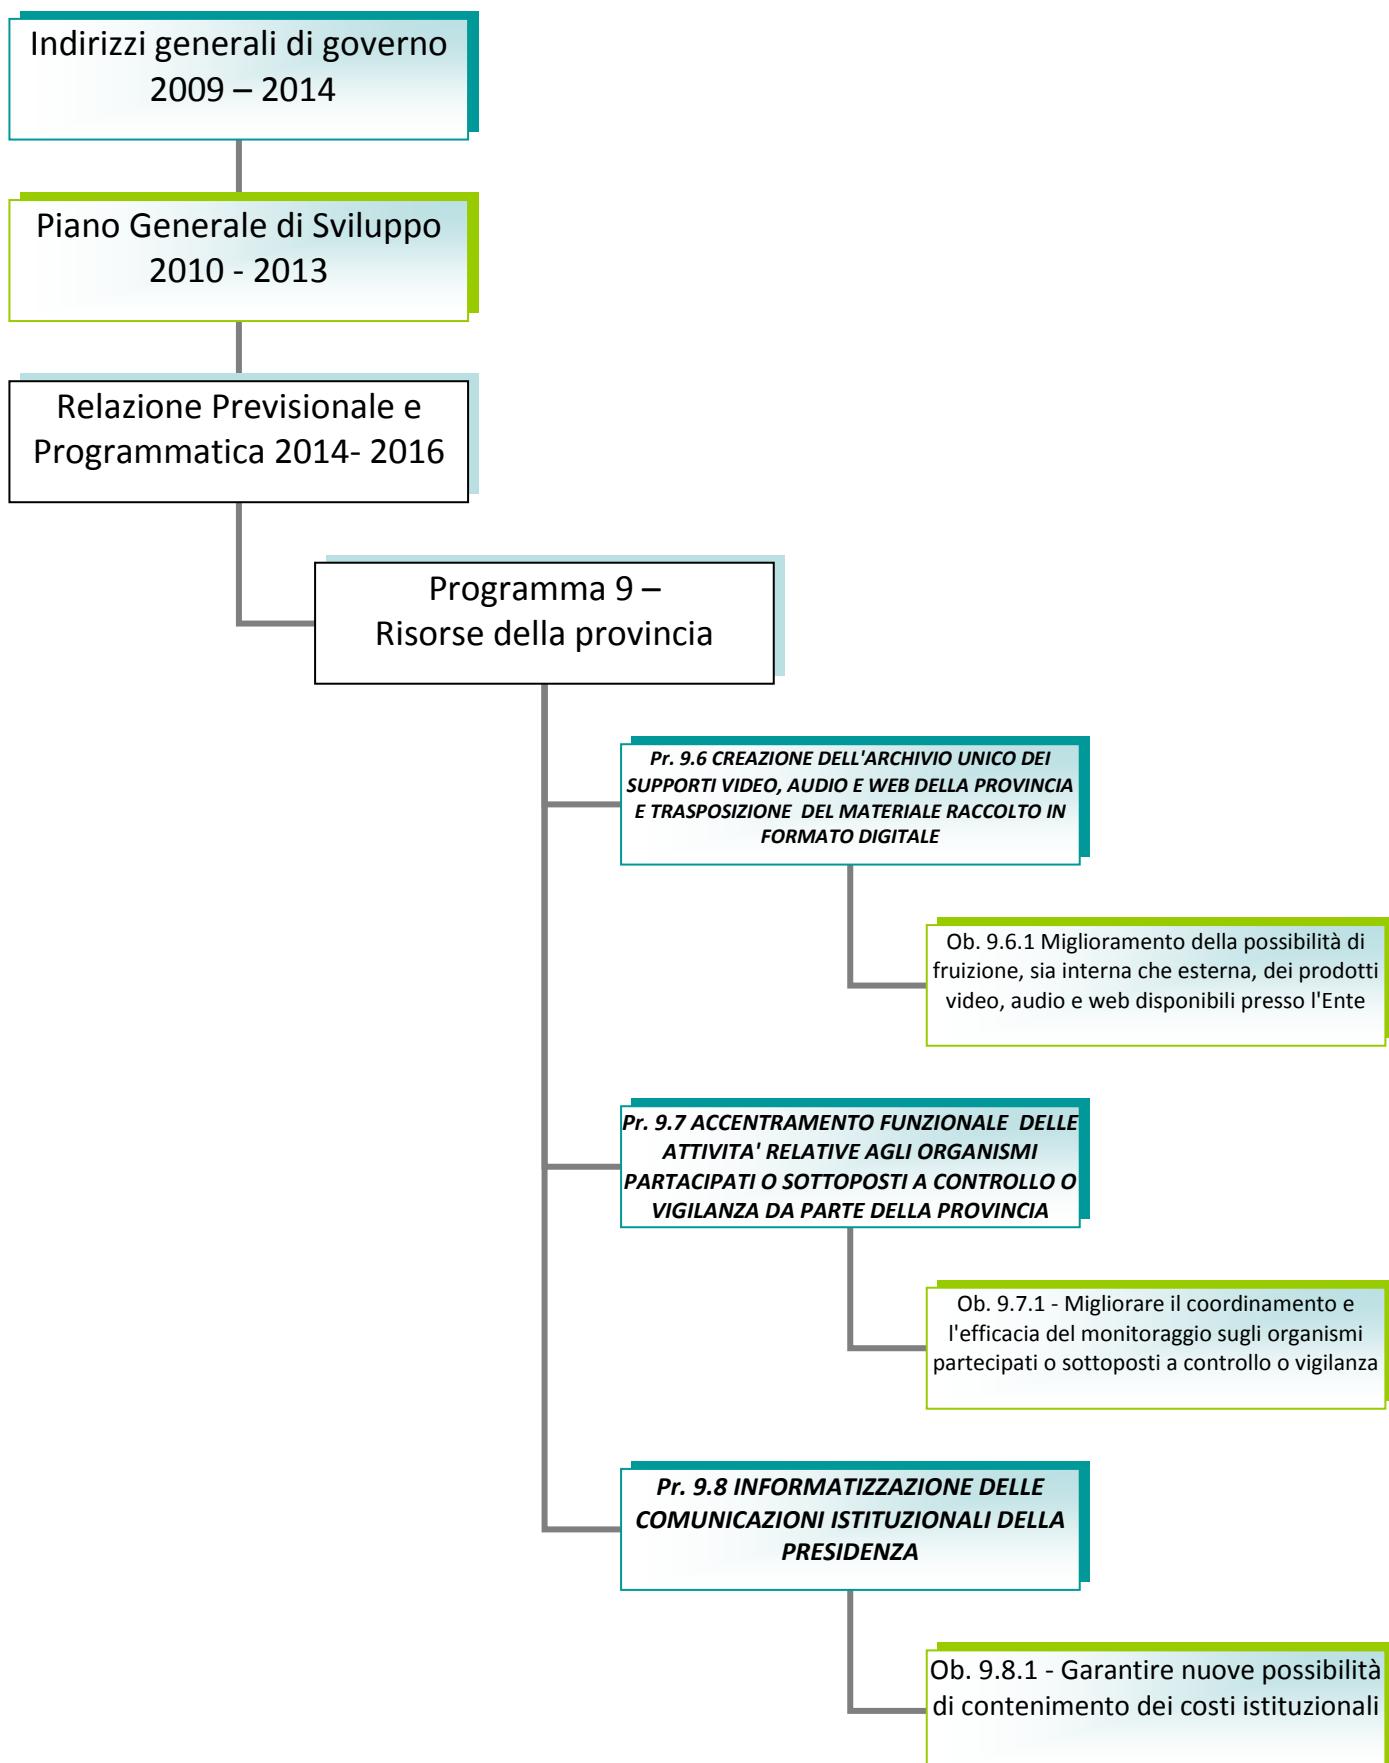 Indirizzi generali di governo
2009 – 2014
Piano Generale di Sviluppo
2010 - 2013
Relazione Previsionale e
Programmatica 2014- 2016
Programma 9 –
Risorse della provincia
Pr. 9.6 CREAZIONE DELL'ARCHIVIO UNICO DEI
SUPPORTI VIDEO, AUDIO E WEB DELLA PROVINCIA
E TRASPOSIZIONE  DEL MATERIALE RACCOLTO IN
FORMATO DIGITALE
Ob. 9.6.1 Miglioramento della possibilità di
fruizione, sia interna che esterna, dei prodotti
video, audio e web disponibili presso l'Ente
Pr. 9.7 ACCENTRAMENTO FUNZIONALE  DELLE
ATTIVITA' RELATIVE AGLI ORGANISMI
PARTACIPATI O SOTTOPOSTI A CONTROLLO O
VIGILANZA DA PARTE DELLA PROVINCIA
Ob. 9.7.1 - Migliorare il coordinamento e
l'efficacia del monitoraggio sugli organismi
partecipati o sottoposti a controllo o vigilanza
Pr. 9.8 INFORMATIZZAZIONE DELLE
COMUNICAZIONI ISTITUZIONALI DELLA
PRESIDENZA
Ob. 9.8.1 - Garantire nuove possibilità
di contenimento dei costi istituzionali